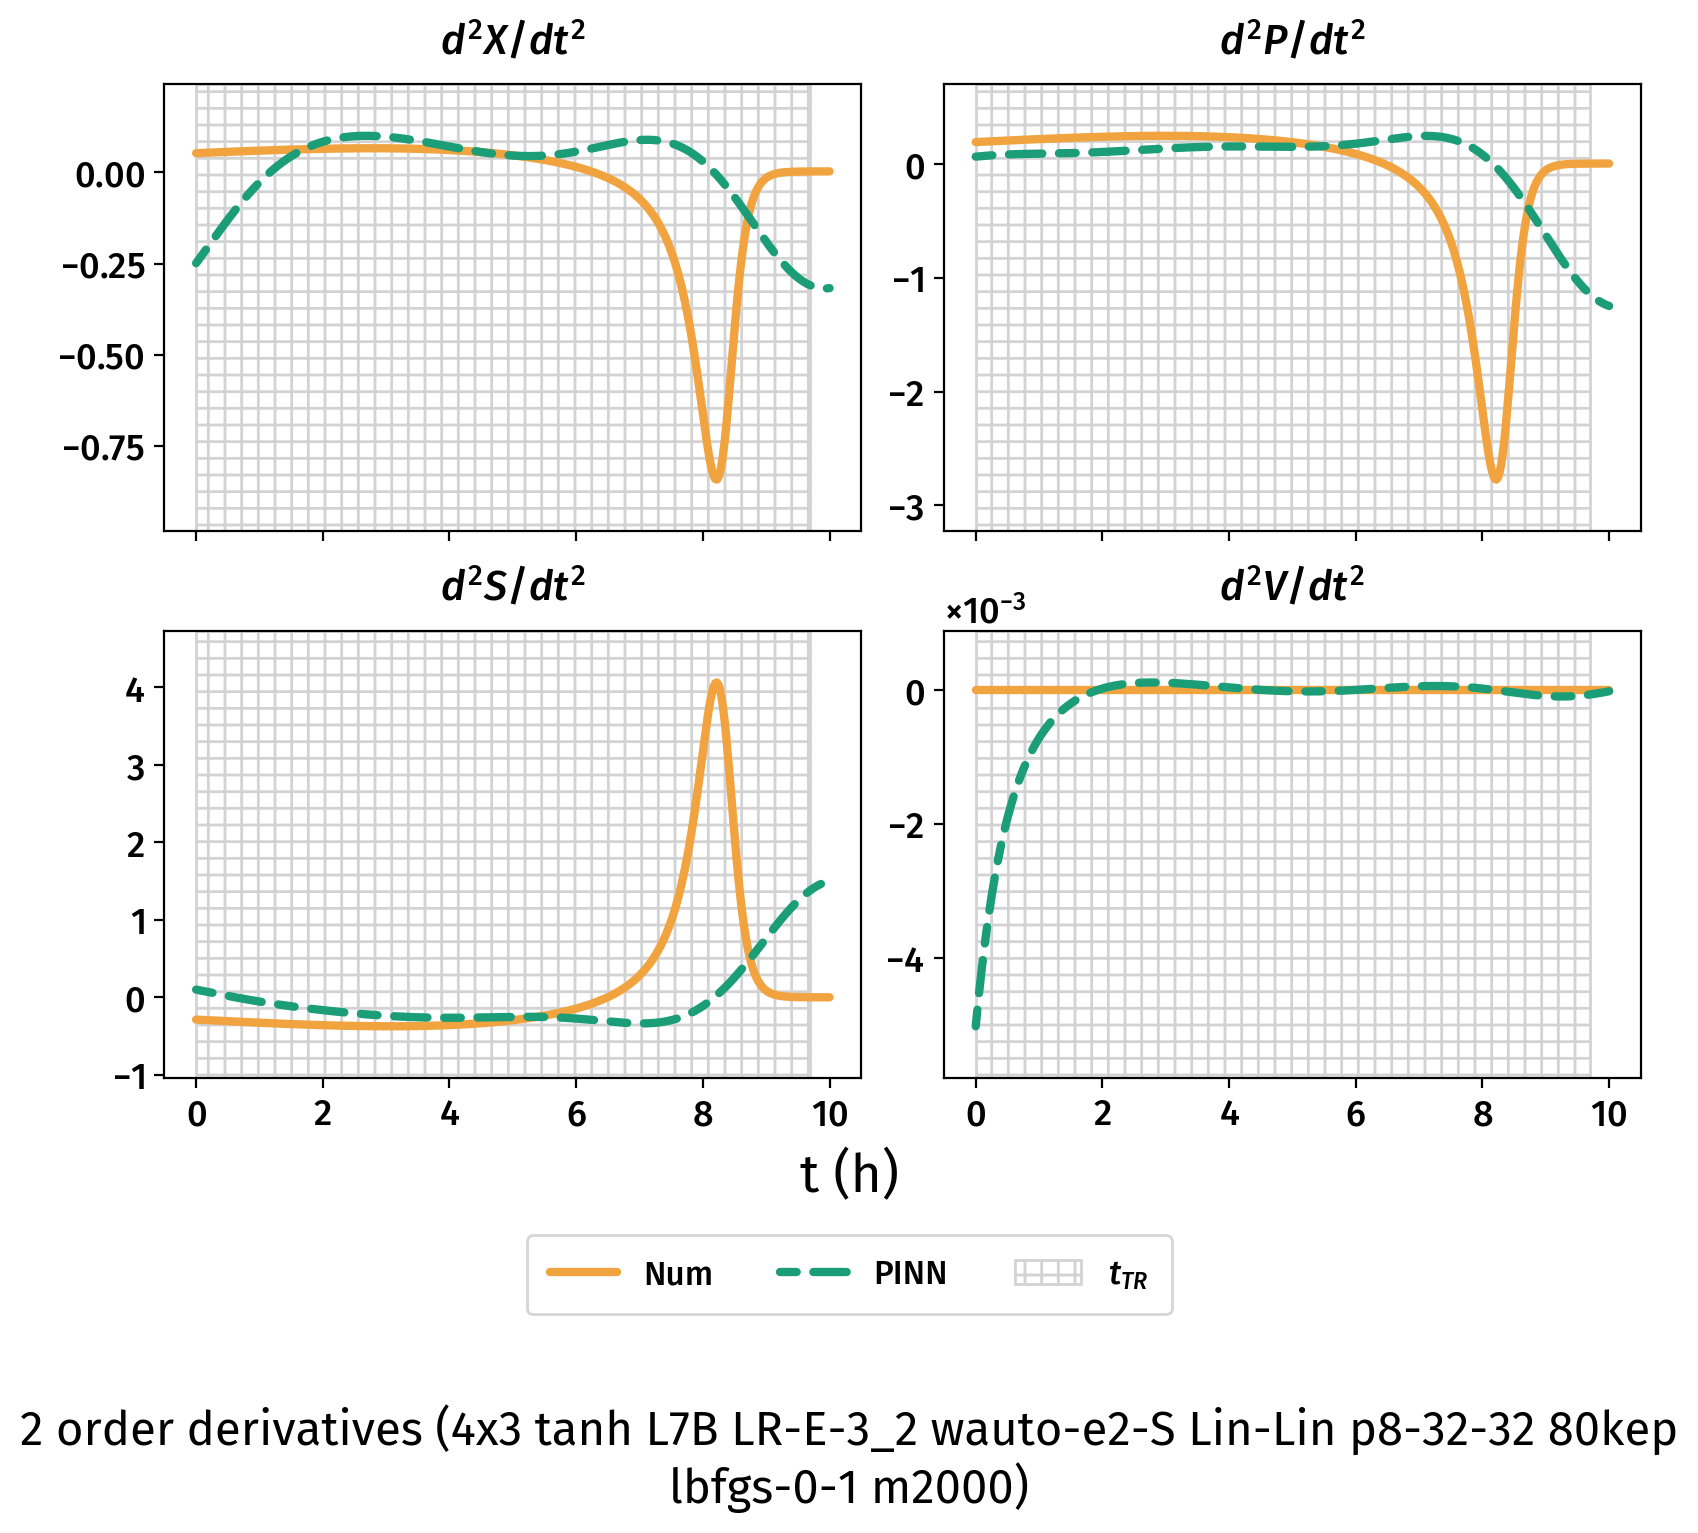 d²X/dt²
d²P/dt²
0.00
−0.25
−0.50
−0.75
0
−1
−2
−3
d²S/dt²
d²V/dt²
×10⁻³
4
3
2
1
0
−1
0
−2
−4
0 2 4 6 8 10
0 2 4 6 8 10
t (h)
Num PINN t_TR
2 order derivatives (4x3 tanh L7B LR-E-3_2 wauto-e2-S Lin-Lin p8-32-32 80kep
lbfgs-0-1 m2000)